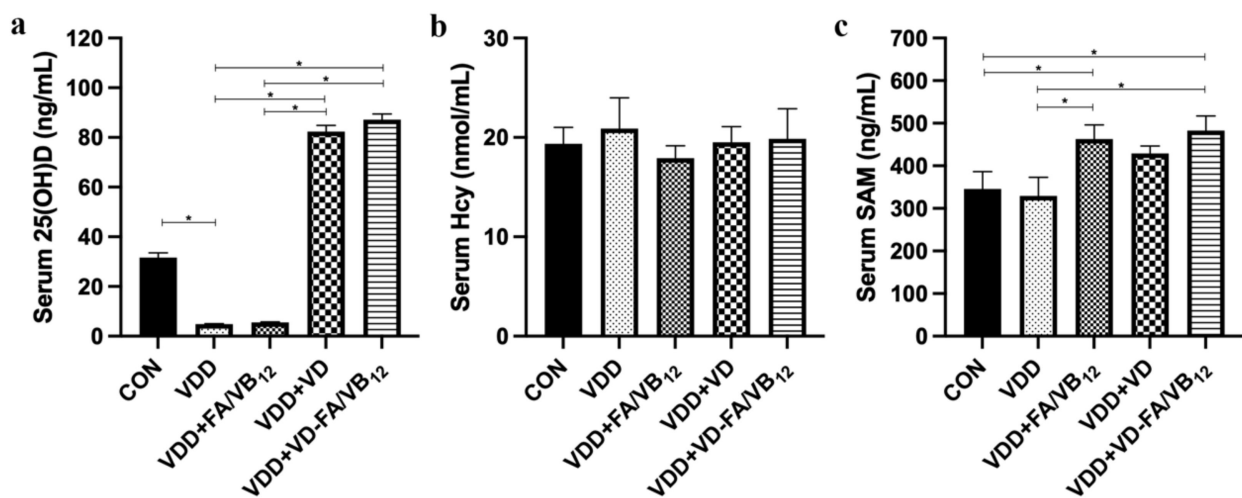 a
Serum 25(OH)D (ng/mL)
120
100
80
60
40
20
0
*
*
*
*
*
CON
VDD
VDD+FA/VB₁₂
VDD+VD
VDD+VD-FA/VB₁₂
b
Serum Hcy (nmol/mL)
30
20
10
0
CON
VDD
VDD+FA/VB₁₂
VDD+VD
VDD+VD-FA/VB₁₂
c
Serum SAM (ng/mL)
700
600
500
400
300
200
100
0
*
*
*
*
CON
VDD
VDD+FA/VB₁₂
VDD+VD
VDD+VD-FA/VB₁₂